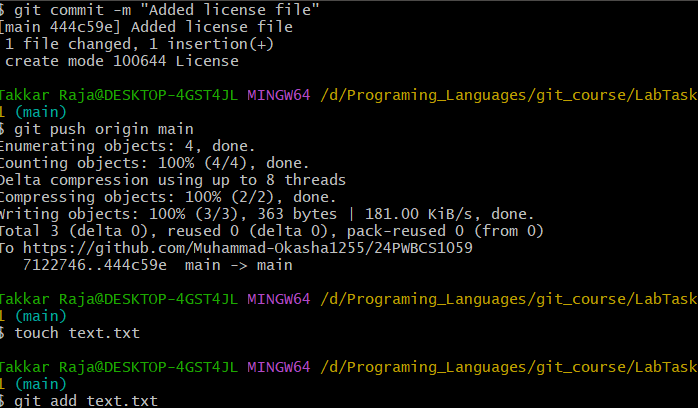 $ git commit -m "Added license file"
[main 444c59e] Added license file
1 file changed, 1 insertion(+)
create mode 100644 License
Takkar Raja@DESKTOP-4GST4JL MINGW64 /d/Programing_Languages/git_course/LabTask
1 (main)
$ git push origin main
Enumerating objects: 4, done.
Counting objects: 100% (4/4), done.
Delta compression using up to 8 threads
Compressing objects: 100% (2/2), done.
Writing objects: 100% (3/3), 363 bytes | 181.00 KiB/s, done.
Total 3 (delta 0), reused 0 (delta 0), pack-reused 0 (from 0)
To https://github.com/Muhammad-Okasha1255/24PWBCS1059
7122746..444c59e  main -> main
Takkar Raja@DESKTOP-4GST4JL MINGW64 /d/Programing_Languages/git_course/LabTask
1 (main)
$ touch text.txt
Takkar Raja@DESKTOP-4GST4JL MINGW64 /d/Programing_Languages/git_course/LabTask
1 (main)
$ git add text.txt